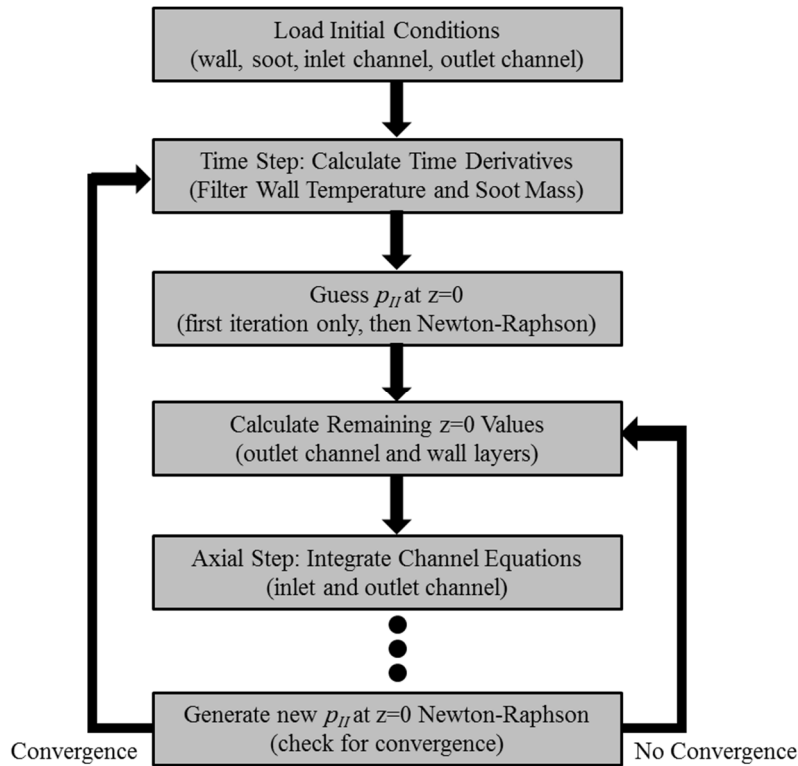 Load Initial Conditions
(wall, soot, inlet channel, outlet channel)
Time Step: Calculate Time Derivatives
(Filter Wall Temperature and Soot Mass)
Guess pII at z=0
(first iteration only, then Newton-Raphson)
Calculate Remaining z=0 Values
(outlet channel and wall layers)
Axial Step: Integrate Channel Equations
(inlet and outlet channel)
Generate new pII at z=0 Newton-Raphson
(check for convergence)
Convergence
No Convergence